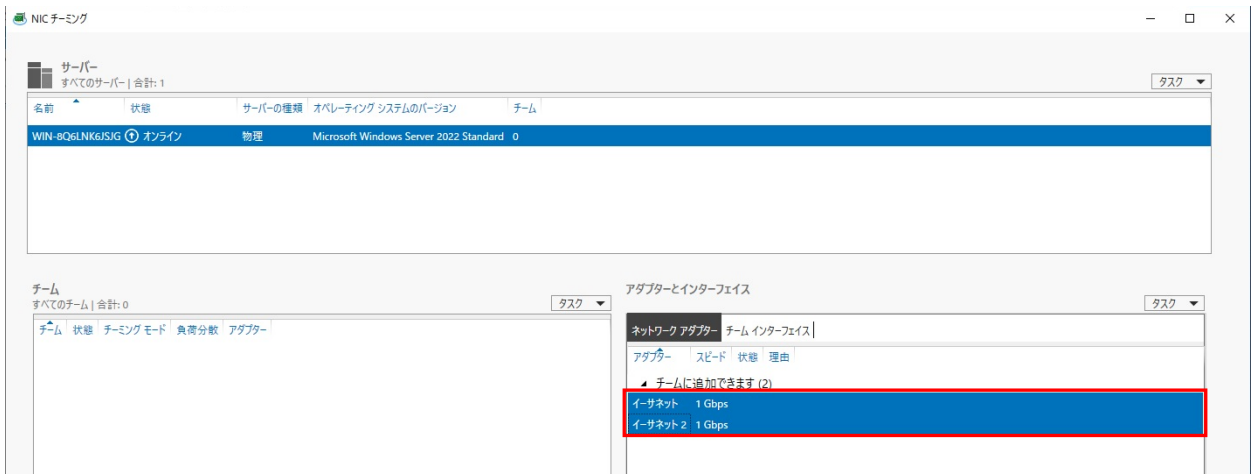 NIC チーミング
サーバー
すべてのサーバー | 合計: 1
タスク
名前 状態 サーバーの種類 オペレーティング システムのバージョン チーム
WIN-8Q6LNK6JSJG オンライン 物理 Microsoft Windows Server 2022 Standard 0
チーム
すべてのチーム | 合計: 0
タスク
チーム 状態 チーミング モード 負荷分散 アダプター
アダプターとインターフェイス
タスク
ネットワーク アダプター チーム インターフェイス
アダプター スピード 状態 理由
チームに追加できます (2)
イーサネット 1 Gbps
イーサネット 2 1 Gbps